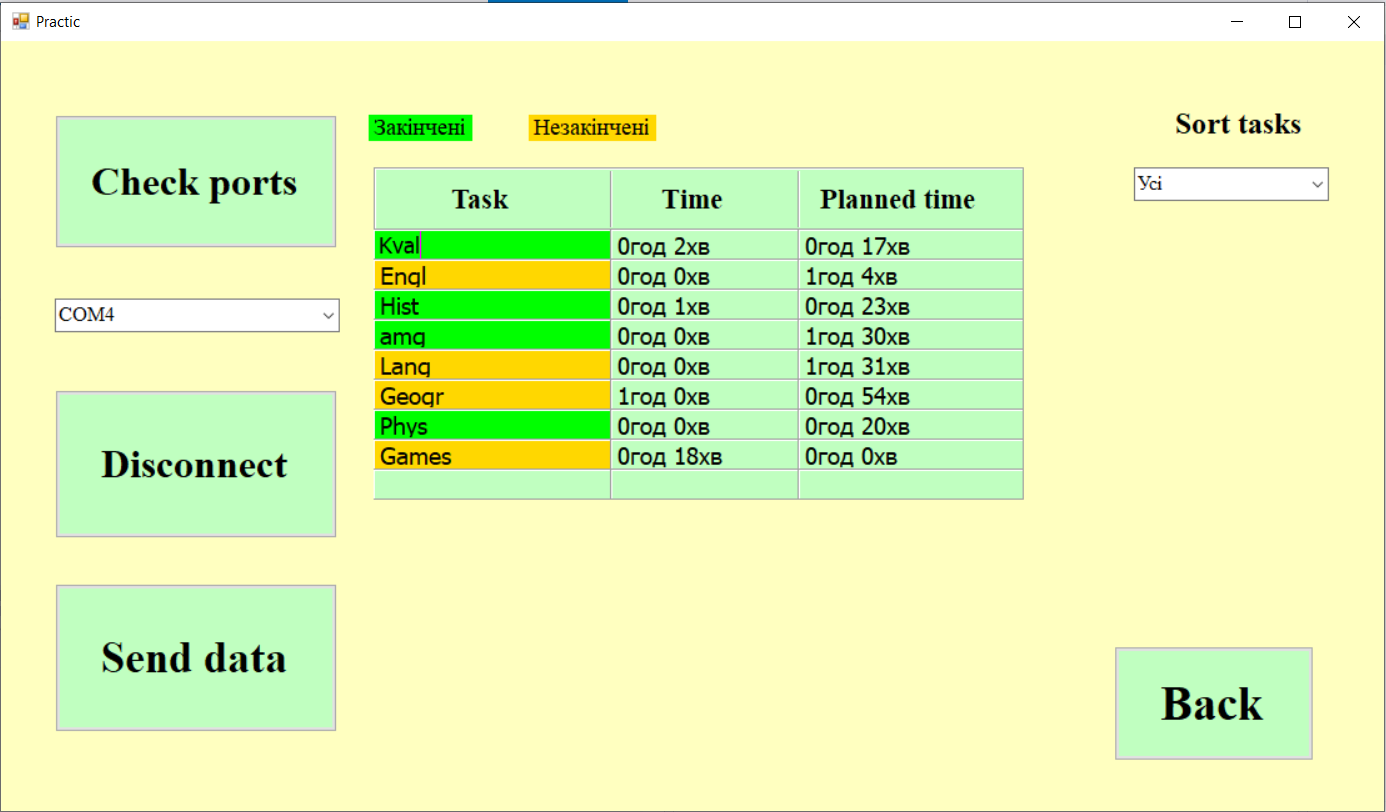 Practic
Check ports
COM4
Disconnect
Send data
Закінчені
Незакінчені
Task Time Planned time
Kval 0год 2хв 0год 17хв
Engl 0год 0хв 1год 4хв
Hist 0год 1хв 0год 23хв
amg 0год 0хв 1год 30хв
Lang 0год 0хв 1год 31хв
Geogr 1год 0хв 0год 54хв
Phys 0год 0хв 0год 20хв
Games 0год 18хв 0год 0хв
Sort tasks
Усі
Back